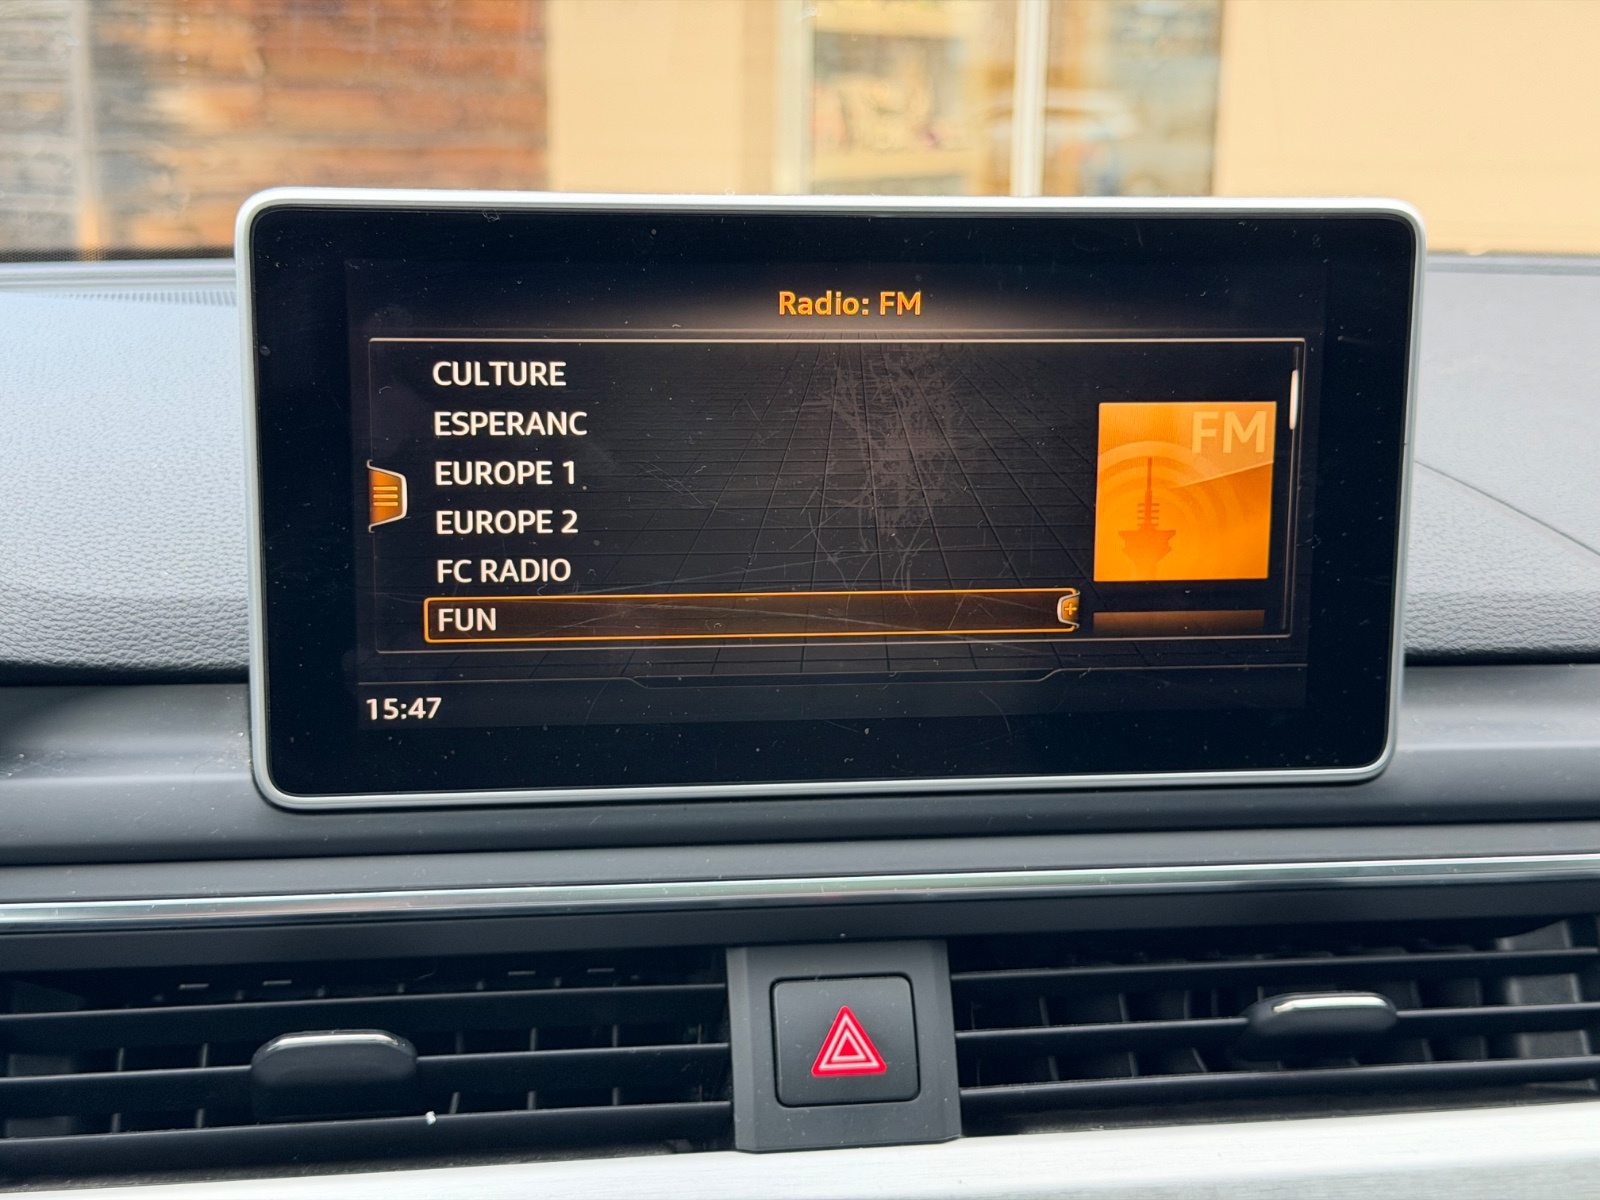 Radio: FM
CULTURE
ESPERANC
EUROPE 1
EUROPE 2
FC RADIO
FUN
FM
15:47